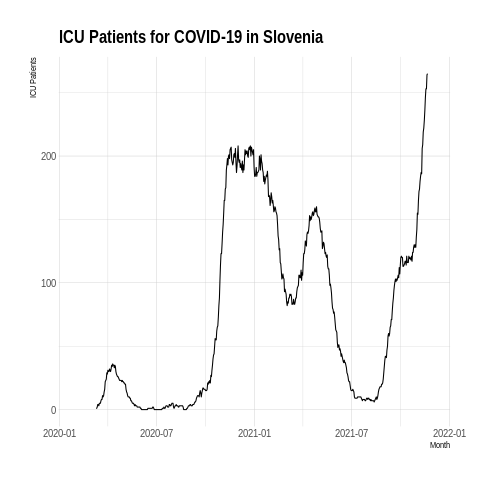 ICU Patients for COVID-19 in Slovenia
ICU Patients
200
100
0
2020-01 2020-07 2021-01 2021-07 2022-01
Month